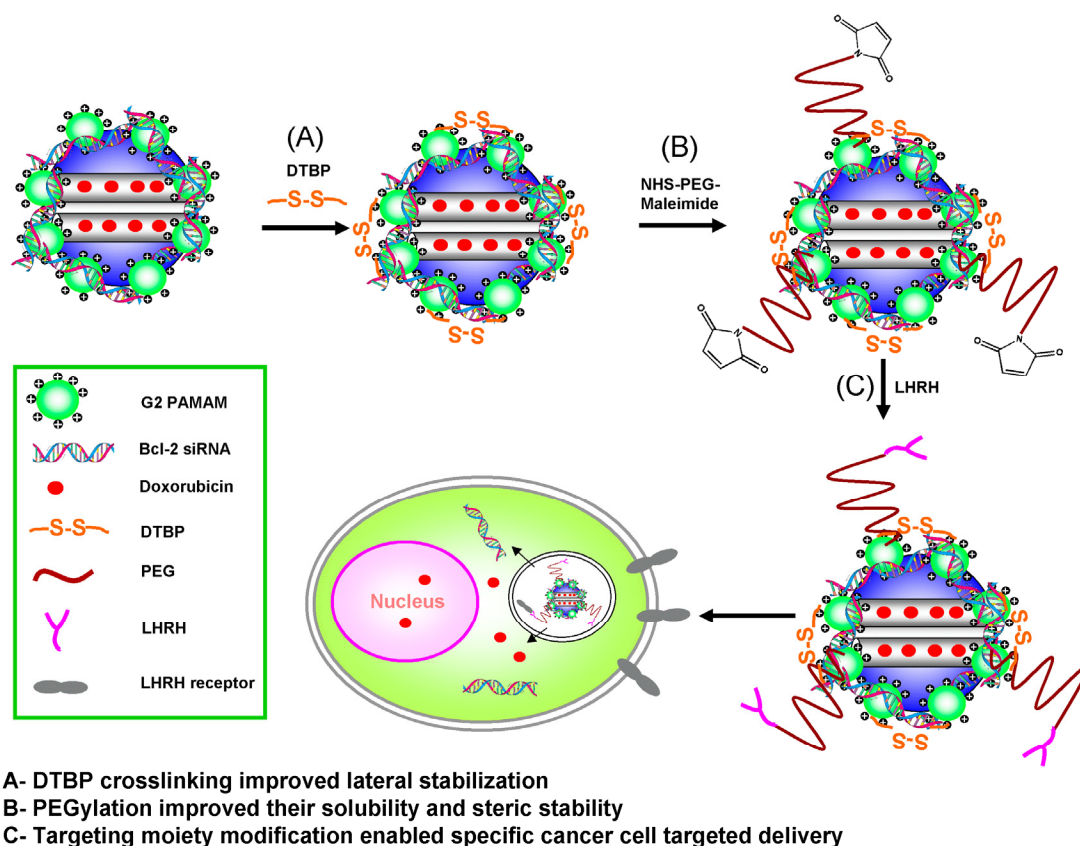 (A)
DTBP
S-S
S-S
S-S
S-S
S-S
(B)
NHS-PEG-
Maleimide
O
N
O
S-S
S-S
S-S
S-S
O
N
O
O
N
O
(C)
LHRH
G2 PAMAM
Bcl-2 siRNA
Doxorubicin
S-S
DTBP
PEG
LHRH
LHRH receptor
Nucleus
S-S
S-S
S-S
S-S
A- DTBP crosslinking improved lateral stabilization
B- PEGylation improved their solubility and steric stability
C- Targeting moiety modification enabled specific cancer cell targeted delivery